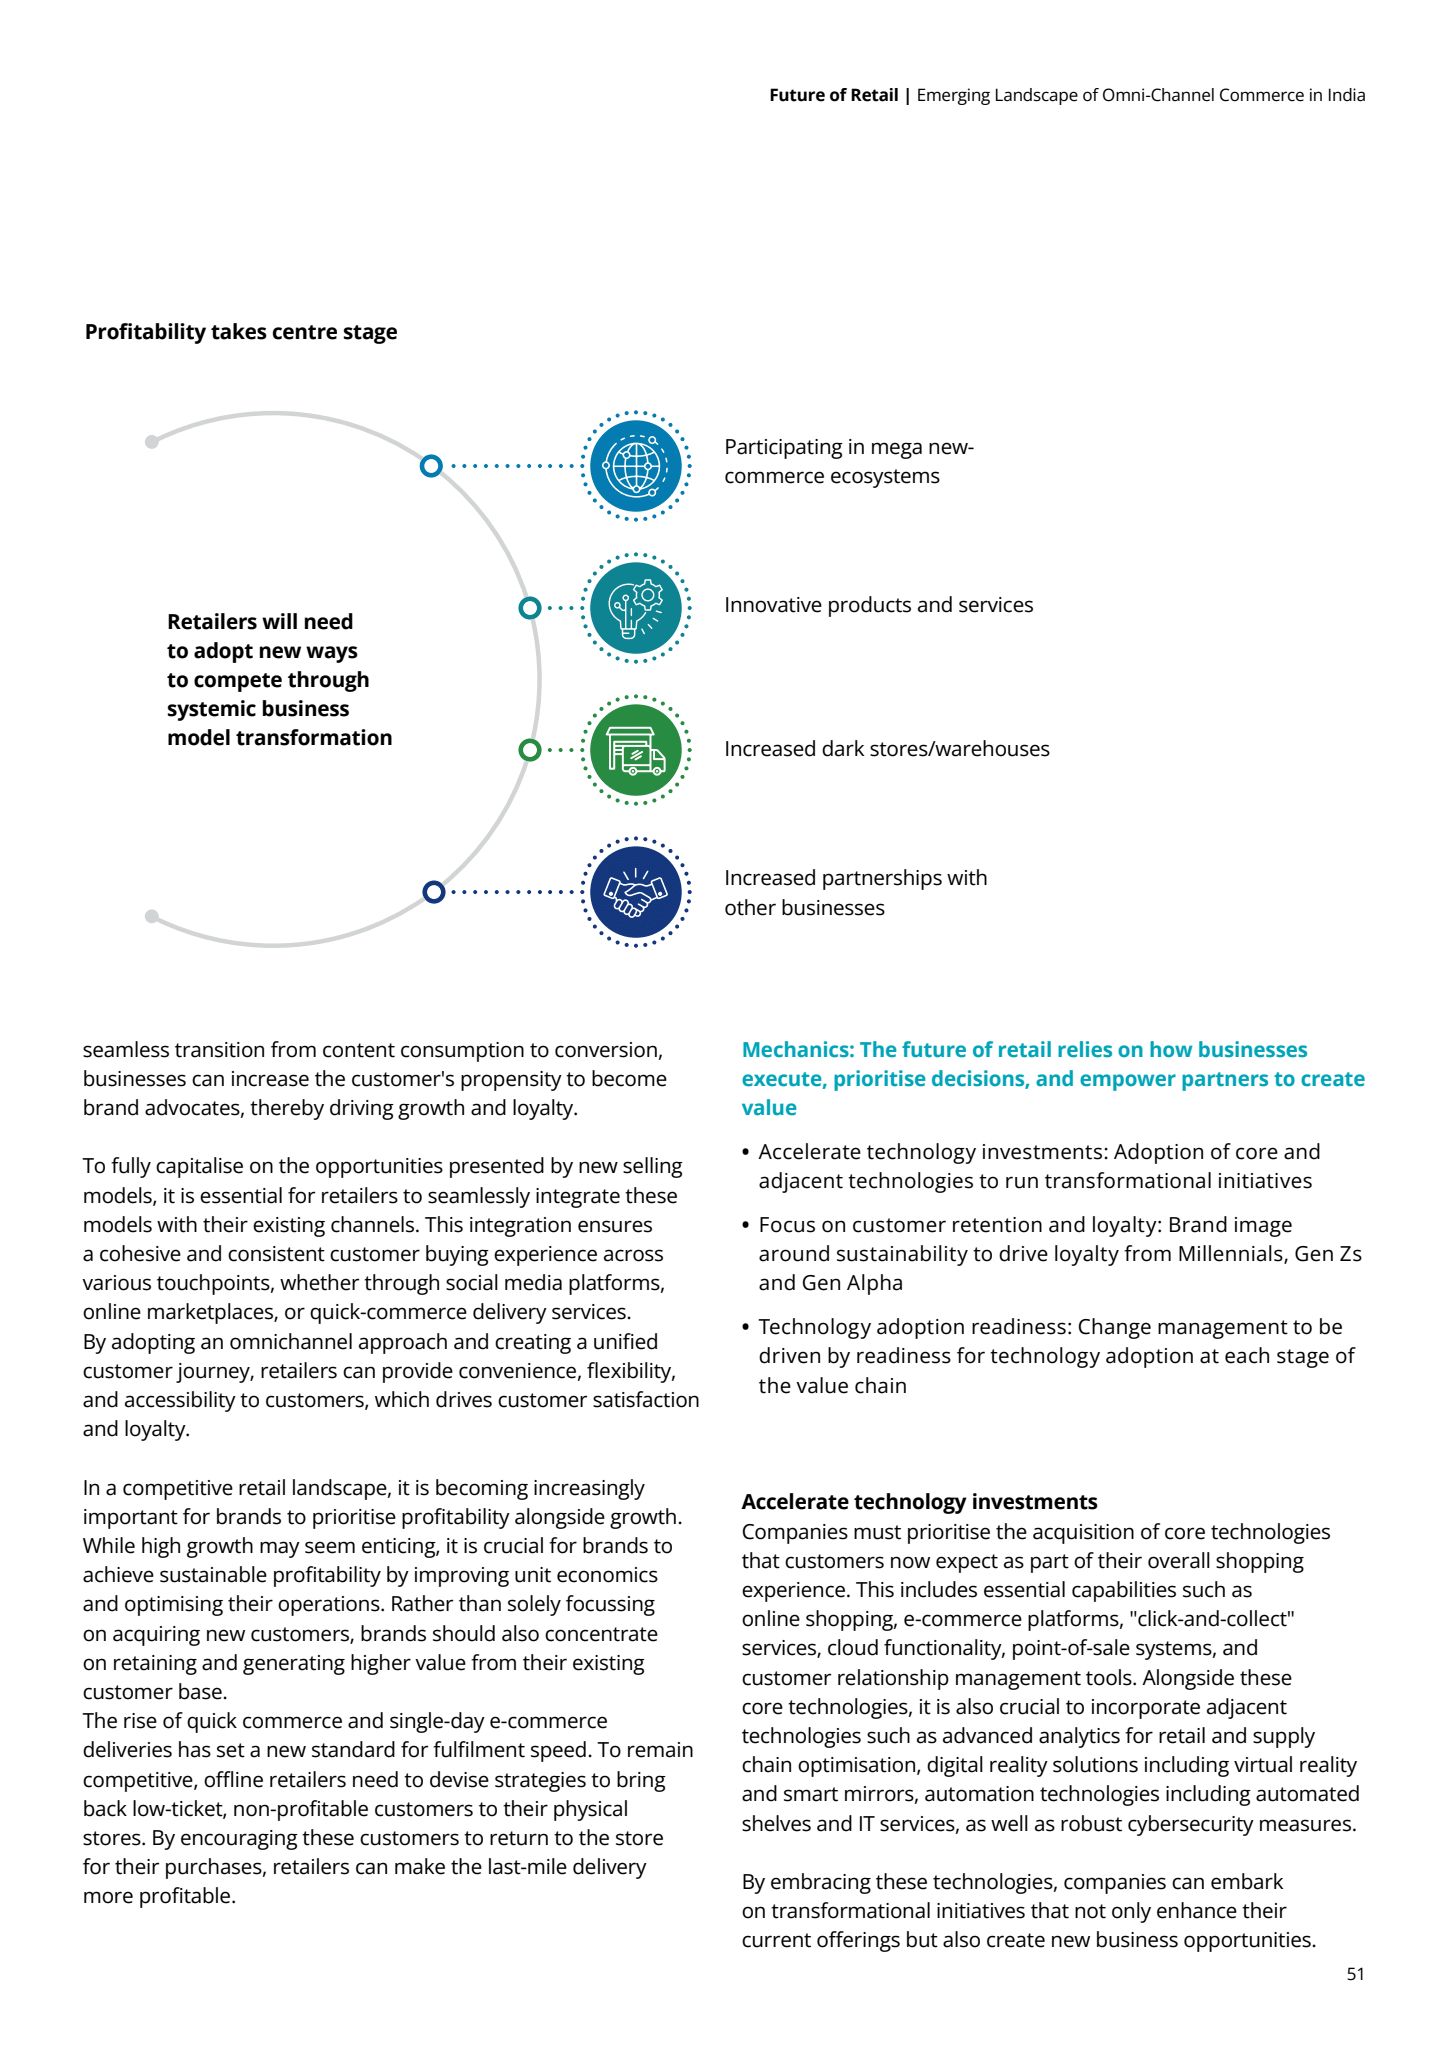 Future of Retail | Emerging Landscape of Omni-Channel Commerce in India
Profitability takes centre stage
Retailers will need
to adopt new ways
to compete through
systemic business
model transformation
Participating in mega new-
commerce ecosystems
Innovative products and services
Increased dark stores/warehouses
Increased partnerships with
other businesses
seamless transition from content consumption to conversion,
businesses can increase the customer's propensity to become
brand advocates, thereby driving growth and loyalty.
To fully capitalise on the opportunities presented by new selling
models, it is essential for retailers to seamlessly integrate these
models with their existing channels. This integration ensures
a cohesive and consistent customer buying experience across
various touchpoints, whether through social media platforms,
online marketplaces, or quick-commerce delivery services.
By adopting an omnichannel approach and creating a unified
customer journey, retailers can provide convenience, flexibility,
and accessibility to customers, which drives customer satisfaction
and loyalty.
In a competitive retail landscape, it is becoming increasingly
important for brands to prioritise profitability alongside growth.
While high growth may seem enticing, it is crucial for brands to
achieve sustainable profitability by improving unit economics
and optimising their operations. Rather than solely focussing
on acquiring new customers, brands should also concentrate
on retaining and generating higher value from their existing
customer base.
The rise of quick commerce and single-day e-commerce
deliveries has set a new standard for fulfilment speed. To remain
competitive, offline retailers need to devise strategies to bring
back low-ticket, non-profitable customers to their physical
stores. By encouraging these customers to return to the store
for their purchases, retailers can make the last-mile delivery
more profitable.
Mechanics: The future of retail relies on how businesses
execute, prioritise decisions, and empower partners to create
value
• Accelerate technology investments: Adoption of core and
adjacent technologies to run transformational initiatives
• Focus on customer retention and loyalty: Brand image
around sustainability to drive loyalty from Millennials, Gen Zs
and Gen Alpha
• Technology adoption readiness: Change management to be
driven by readiness for technology adoption at each stage of
the value chain
Accelerate technology investments
Companies must prioritise the acquisition of core technologies
that customers now expect as part of their overall shopping
experience. This includes essential capabilities such as
online shopping, e-commerce platforms, "click-and-collect"
services, cloud functionality, point-of-sale systems, and
customer relationship management tools. Alongside these
core technologies, it is also crucial to incorporate adjacent
technologies such as advanced analytics for retail and supply
chain optimisation, digital reality solutions including virtual reality
and smart mirrors, automation technologies including automated
shelves and IT services, as well as robust cybersecurity measures.
By embracing these technologies, companies can embark
on transformational initiatives that not only enhance their
current offerings but also create new business opportunities.
51